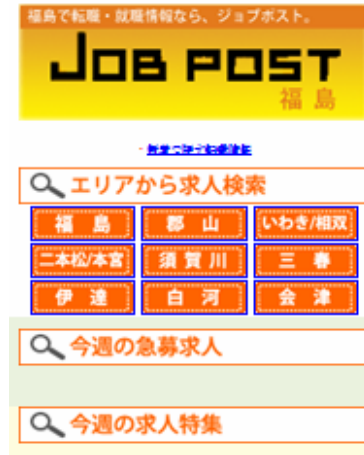 福島で転職・就職情報なら、ジョブポスト。
JOB POST
福島
エリアから求人検索
福島 郡山 いわき/相双
二本松/本宮 須賀川 三春
伊達 白河 会津
今週の急募求人
今週の求人特集